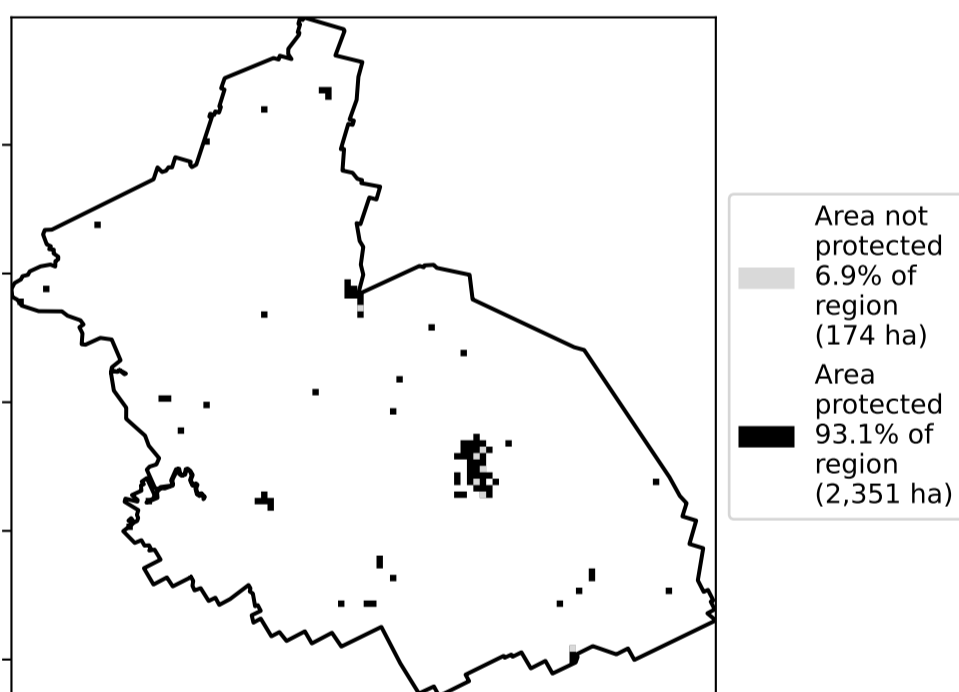 Area not
protected
6.9% of
region
(174 ha)
Area
protected
93.1% of
region
(2,351 ha)